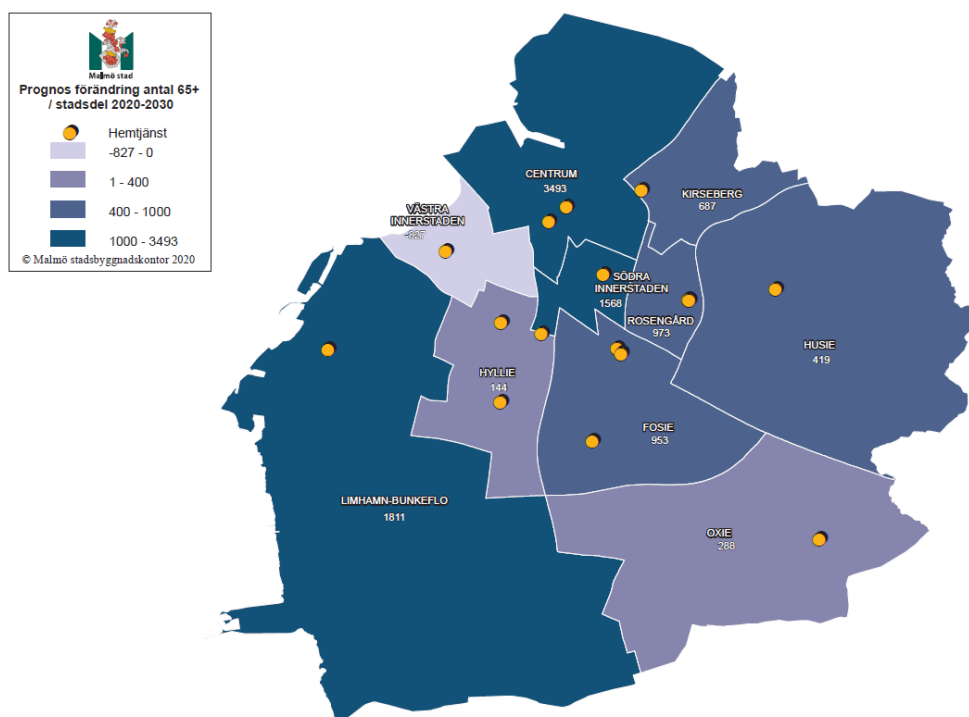 Malmö stad
Prognos förändring antal 65+
/ stadsdel 2020-2030
Hemtjänst
-827 - 0
1 - 400
400 - 1000
1000 - 3493
© Malmö stadsbyggnadskontor 2020
CENTRUM
3493
KIRSEBERG
687
VÄSTRA
INNERSTADEN
-827
SÖDRA
INNERSTADEN
1568
ROSENGÅRD
973
HUSIE
419
HYLLIE
144
FOSIE
953
LIMHAMN-BUNKEFLO
1811
OXIE
288